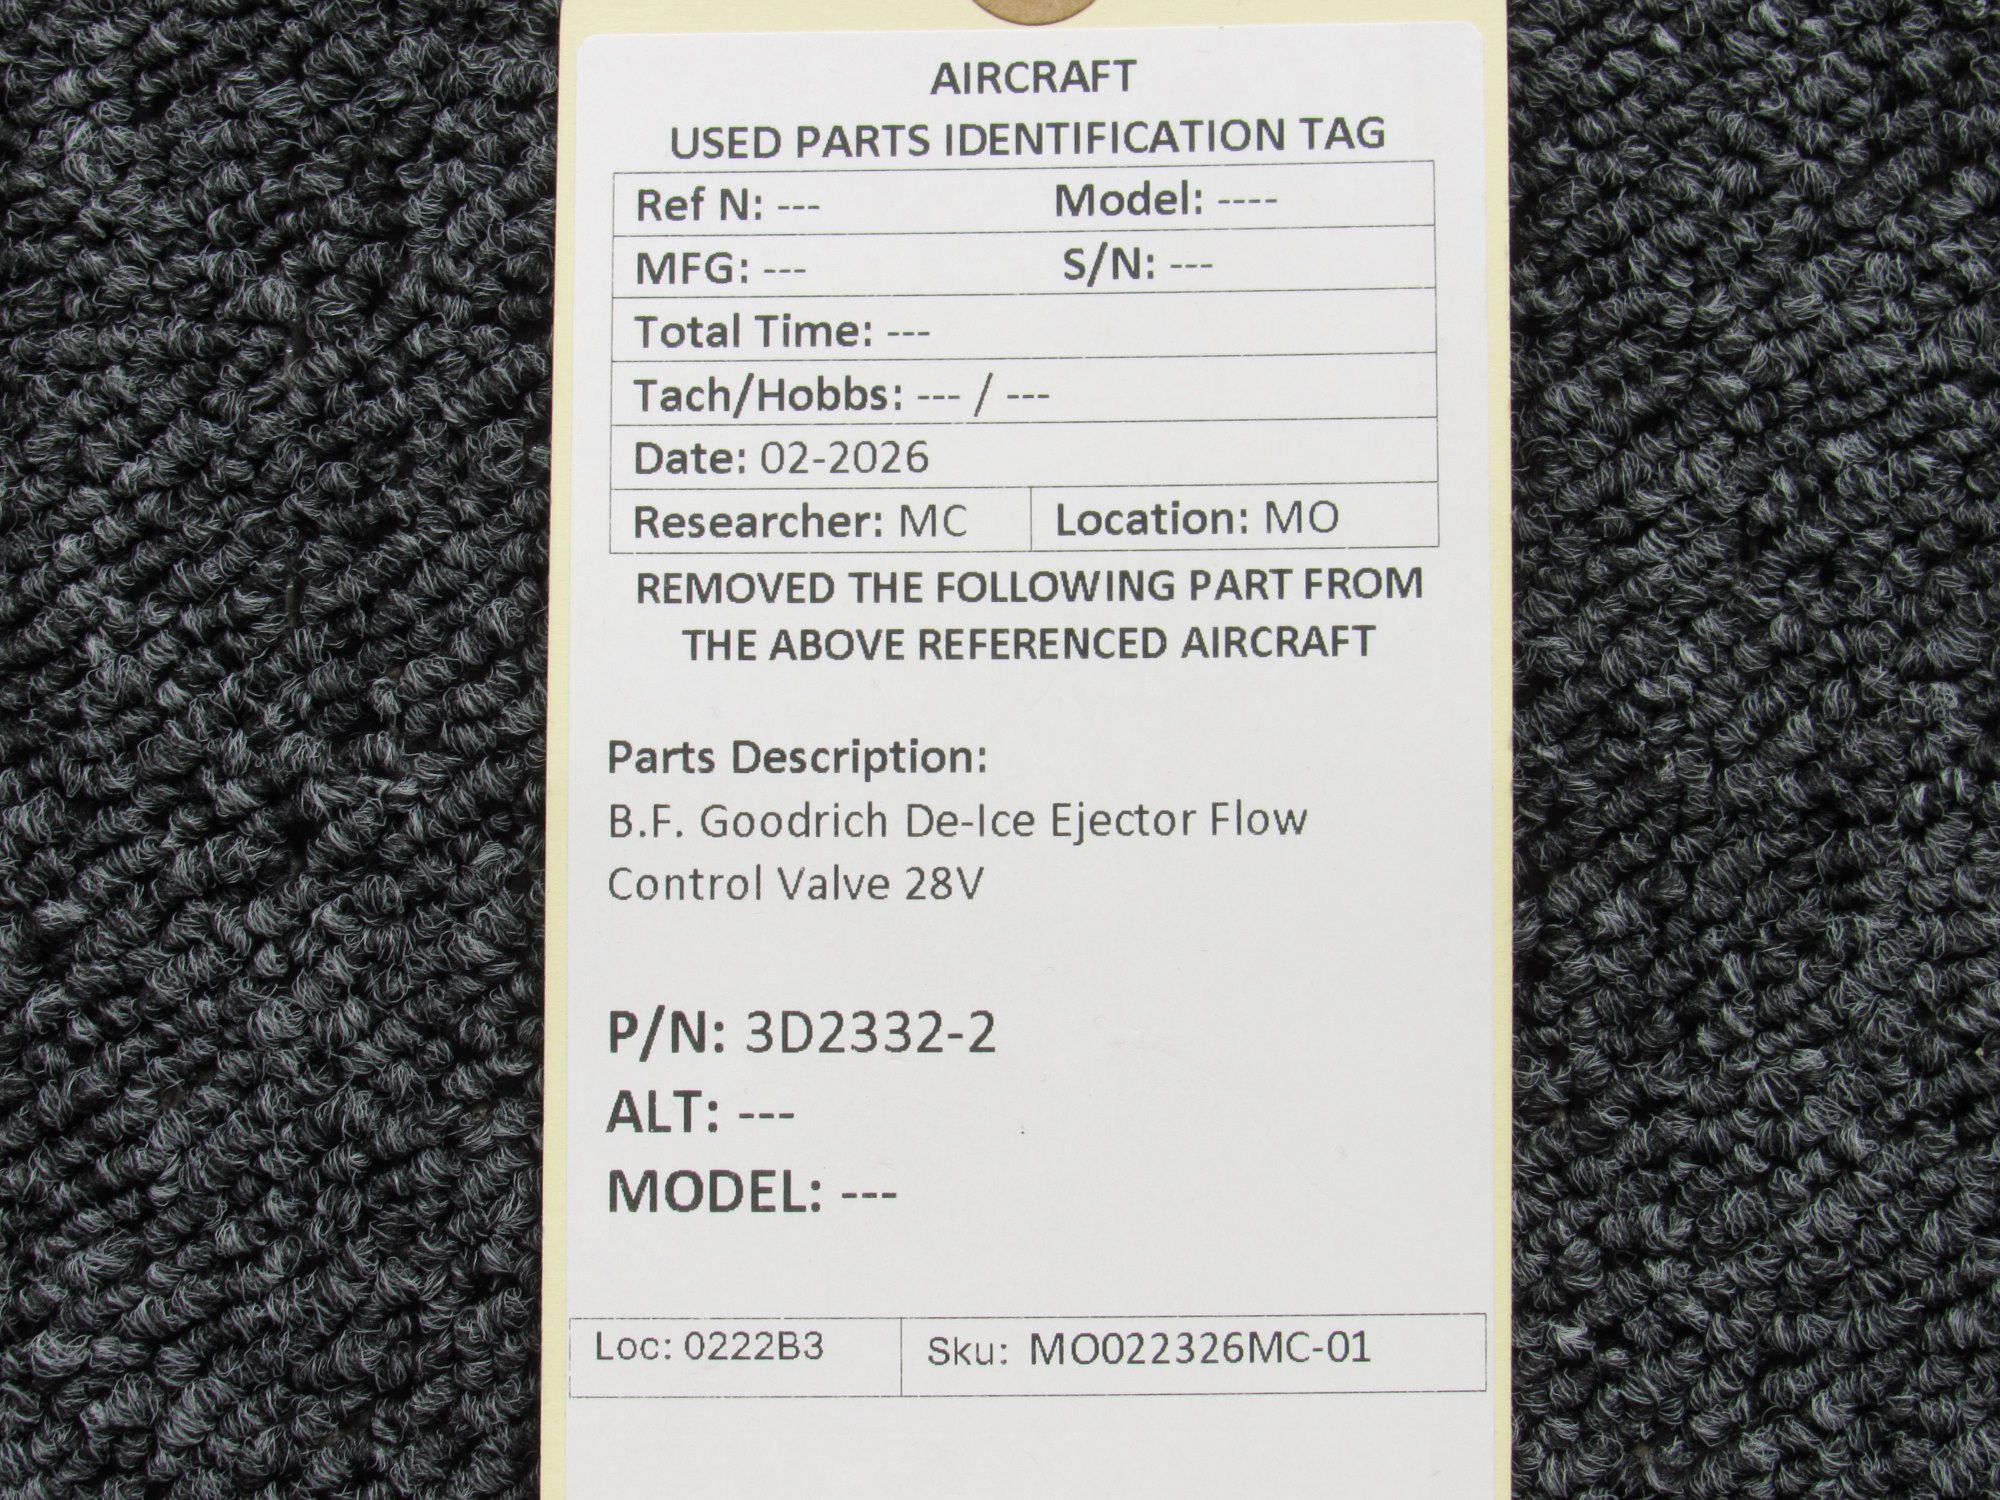 AIRCRAFT
USED PARTS IDENTIFICATION TAG
Ref N: --- Model: ----
MFG: --- S/N: ---
Total Time: ---
Tach/Hobbs: --- / ---
Date: 02-2026
Researcher: MC Location: MO
REMOVED THE FOLLOWING PART FROM
THE ABOVE REFERENCED AIRCRAFT
Parts Description:
B.F. Goodrich De-Ice Ejector Flow
Control Valve 28V
P/N: 3D2332-2
ALT: ---
MODEL: ---
Loc: 0222B3 Sku: MO022326MC-01